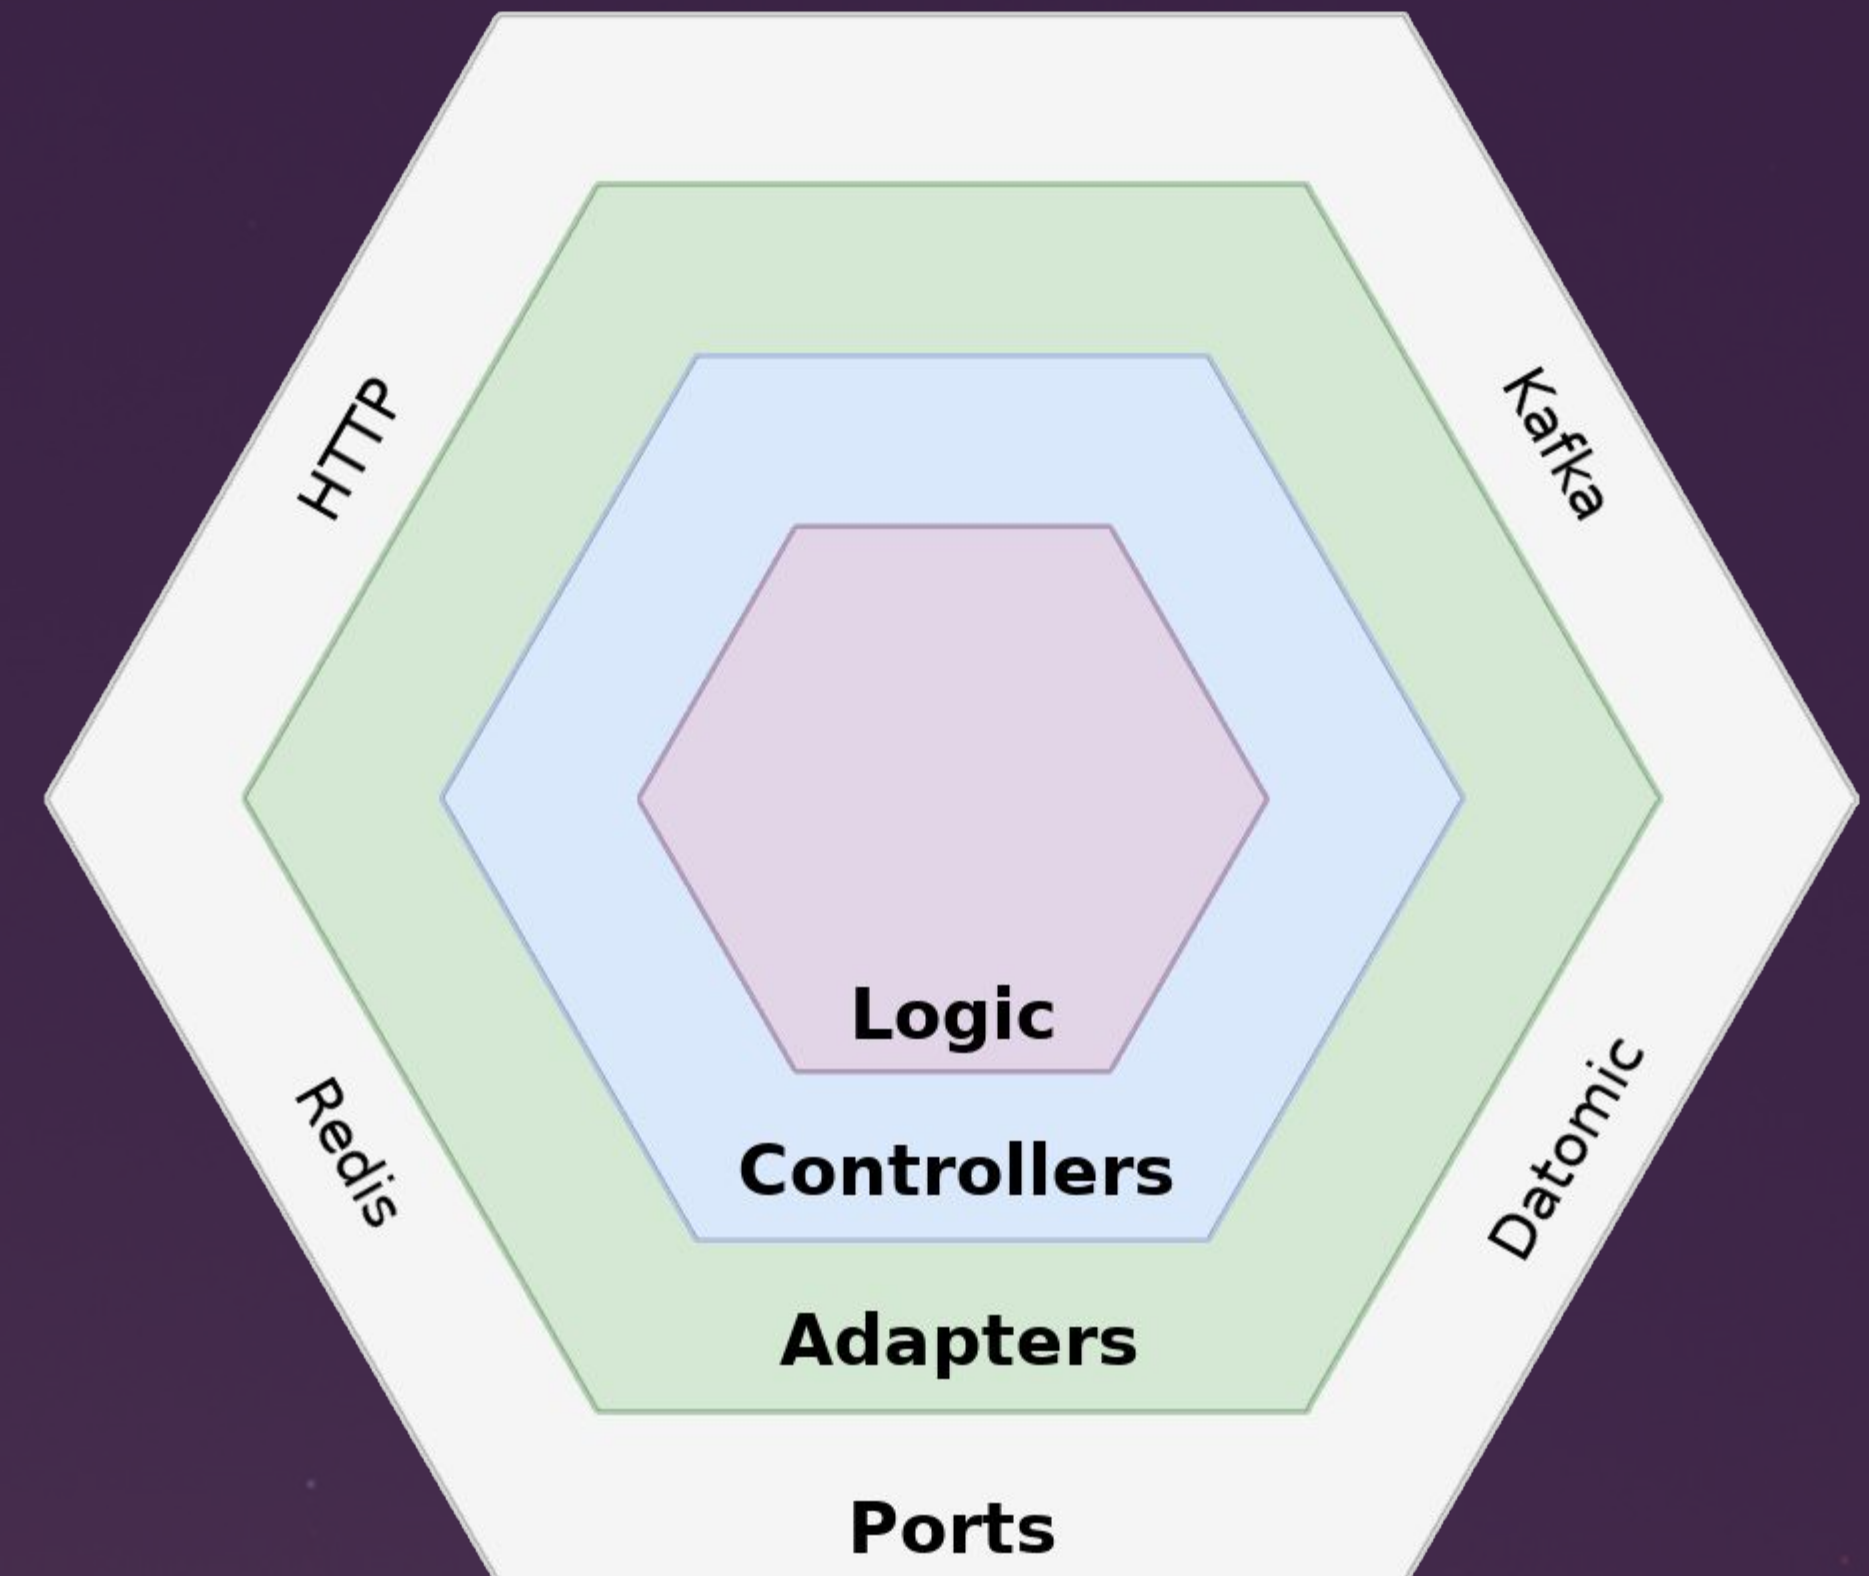 HTTP
Kafka
Logic
Redis
Datomic
Controllers
Adapters
Ports